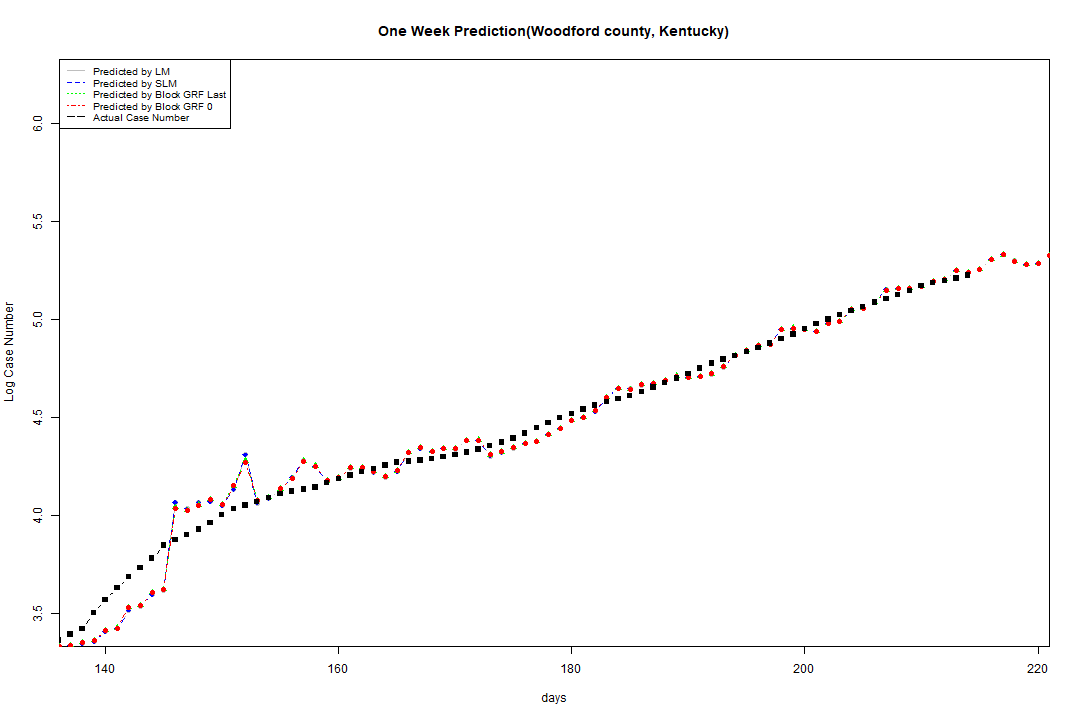 One Week Prediction(Woodford county, Kentucky)
Predicted by LM
Predicted by SLM
Predicted by Block GRF Last
Predicted by Block GRF 0
Actual Case Number
6.0
5.5
5.0
4.5
4.0
3.5
Log Case Number
140
160
180
200
220
days